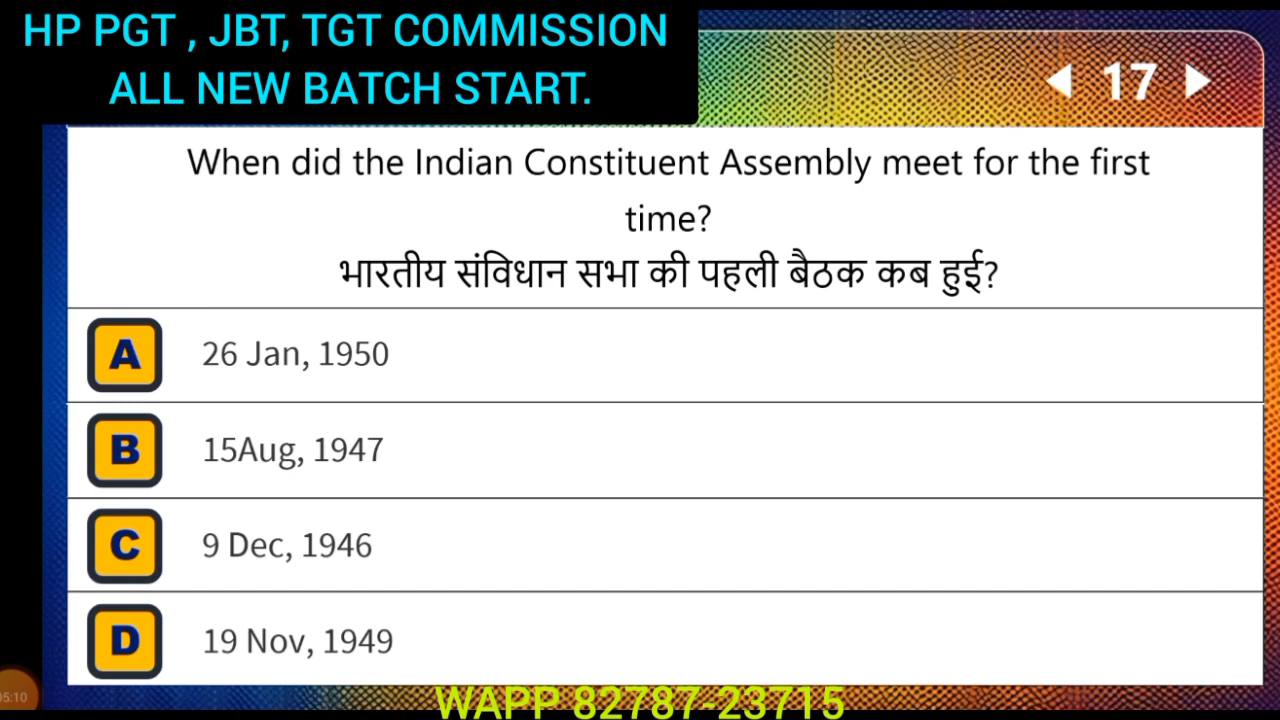 HP PGT , JBT, TGT COMMISSION
ALL NEW BATCH START.
17
When did the Indian Constituent Assembly meet for the first
time?
भारतीय संविधान सभा की पहली बैठक कब हुई?
A 26 Jan, 1950
B 15Aug, 1947
C 9 Dec, 1946
D 19 Nov, 1949
05:10
WAPP 82787-23715